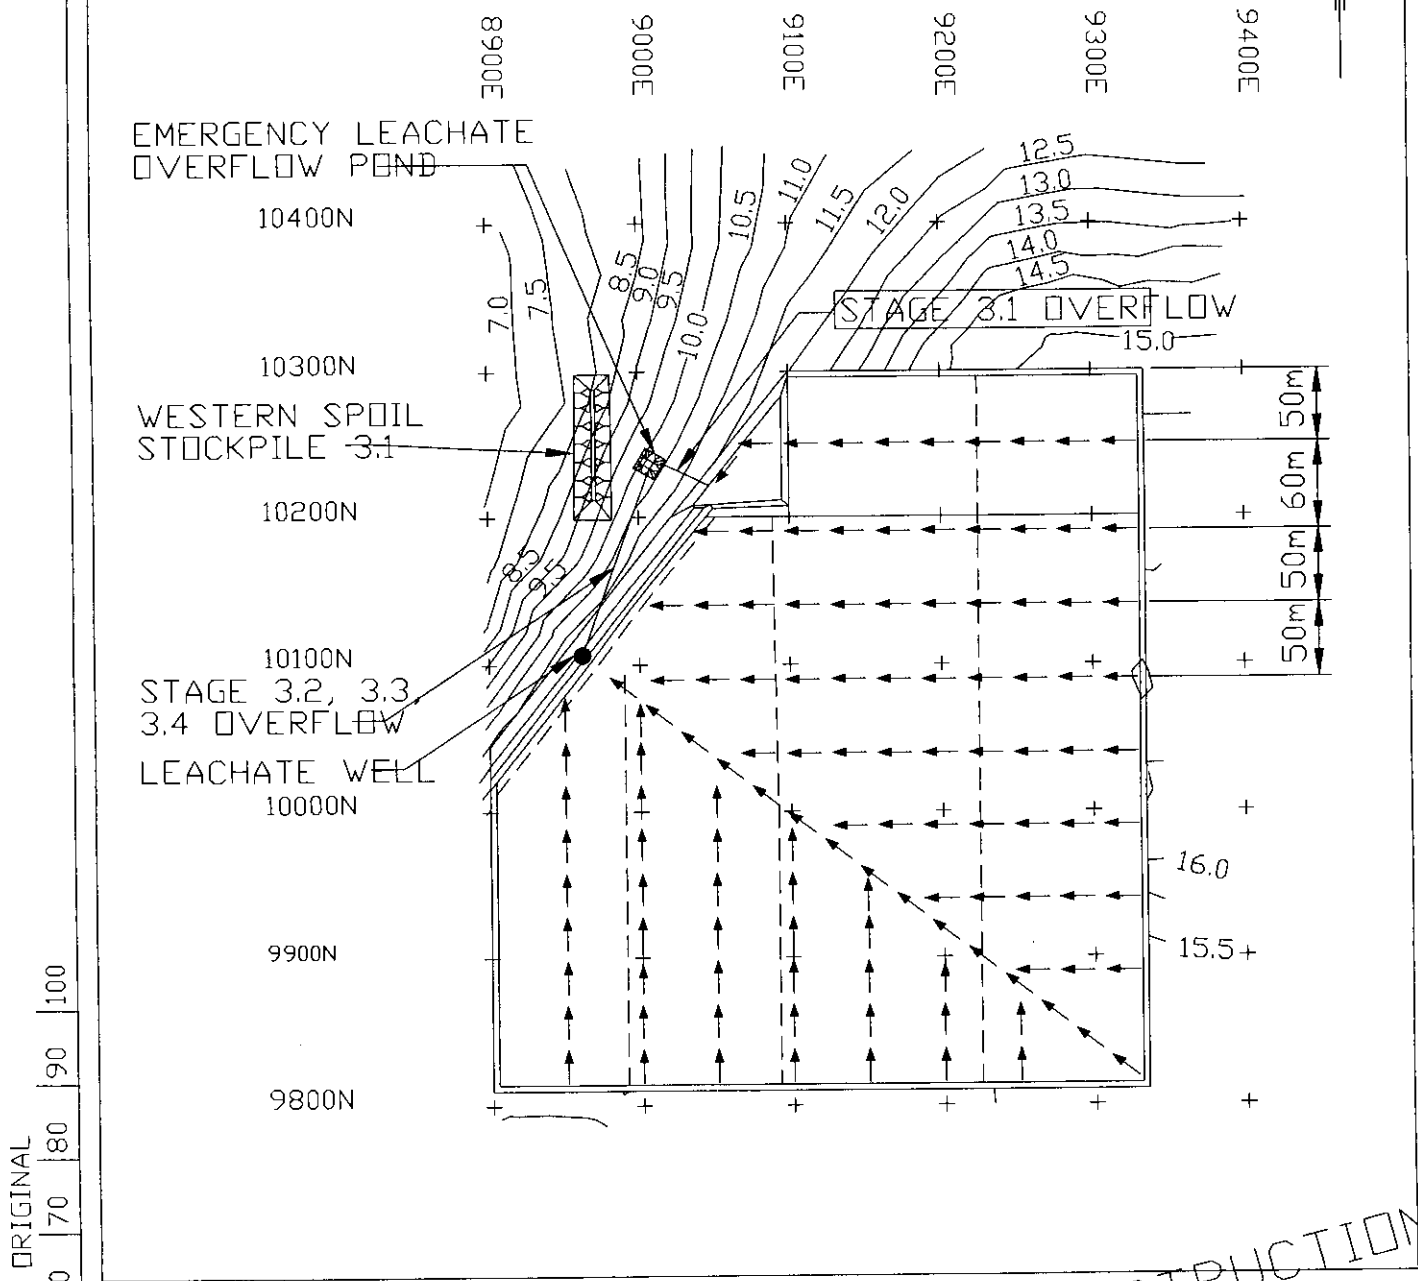 8900E
9000E
9100E
9200E
9300E
9400E
EMERGENCY LEACHATE
OVERFLOW POND
10400N
12.5
13.0
13.5
14.0
14.5
15.0
7.0
7.5
8.5
9.0
9.5
10.0
10.5
11.0
11.5
12.0
STAGE 3.1 OVERFLOW
10300N
WESTERN SPOIL
STOCKPILE 3.1
10200N
8.5
9.5
50m
60m
50m
50m
10100N
STAGE 3.2, 3.3,
3.4 OVERFLOW
LEACHATE WELL
10000N
16.0
15.5
9900N
9800N
ORIGINAL
70
80
90
100